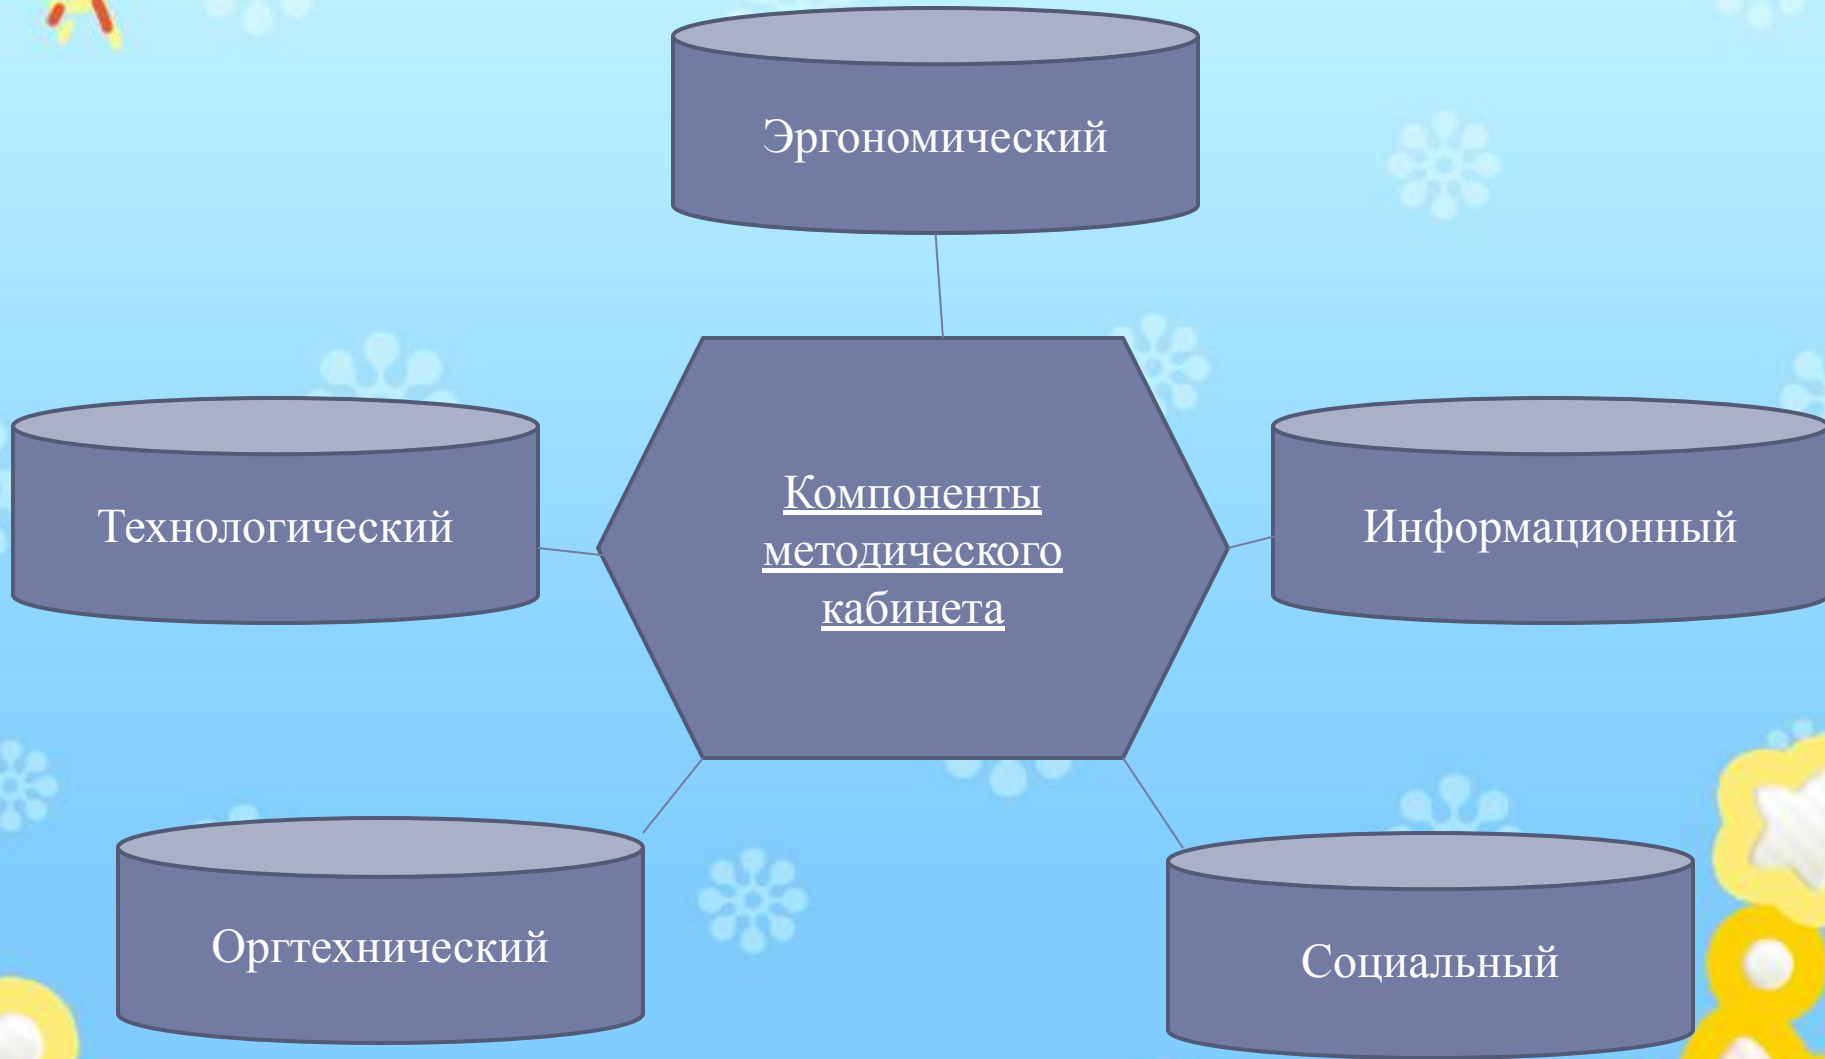 Эргономический
Технологический
Компоненты
методического
кабинета
Информационный
Оргтехнический
Социальный